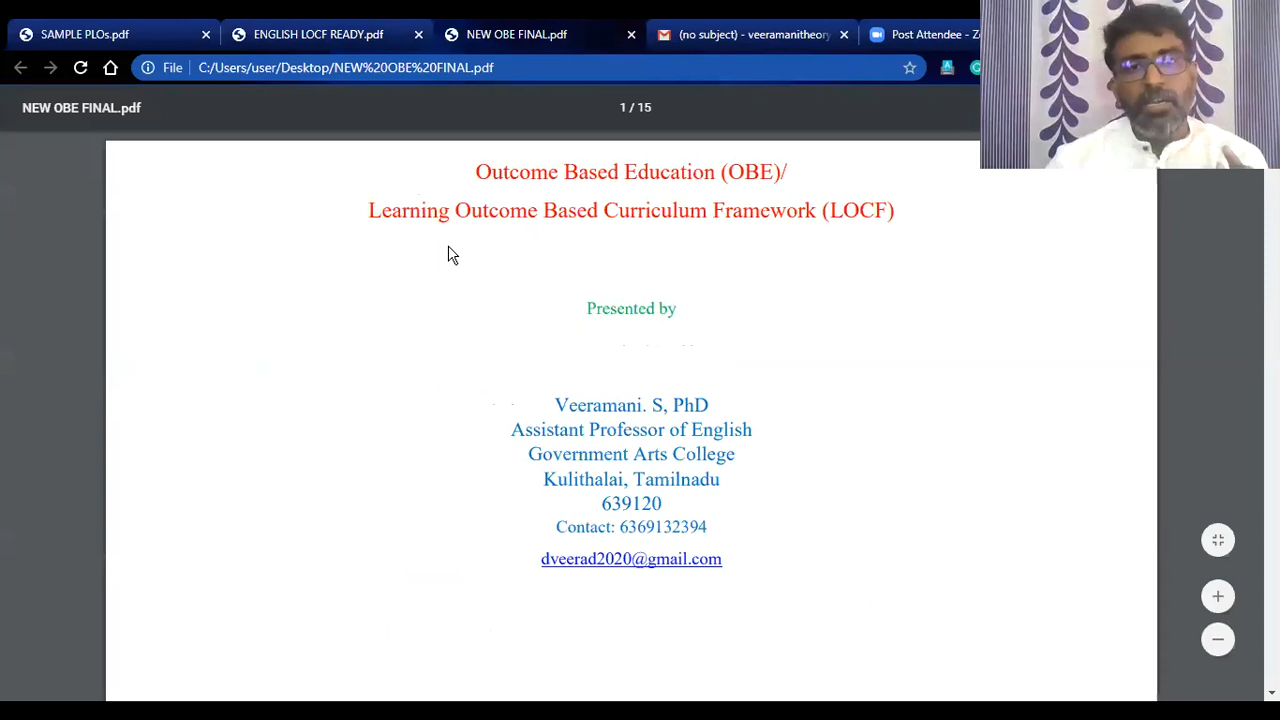 SAMPLE PLOs.pdf
ENGLISH LOCF READY.pdf
NEW OBE FINAL.pdf
(no subject) - veeramanitheory
Post Attendee - Z
File
C:/Users/user/Desktop/NEW%20OBE%20FINAL.pdf
NEW OBE FINAL.pdf
1 / 15
Outcome Based Education (OBE)/
Learning Outcome Based Curriculum Framework (LOCF)
Presented by
Veeramani. S, PhD
Assistant Professor of English
Government Arts College
Kulithalai, Tamilnadu
639120
Contact: 6369132394
dveerad2020@gmail.com